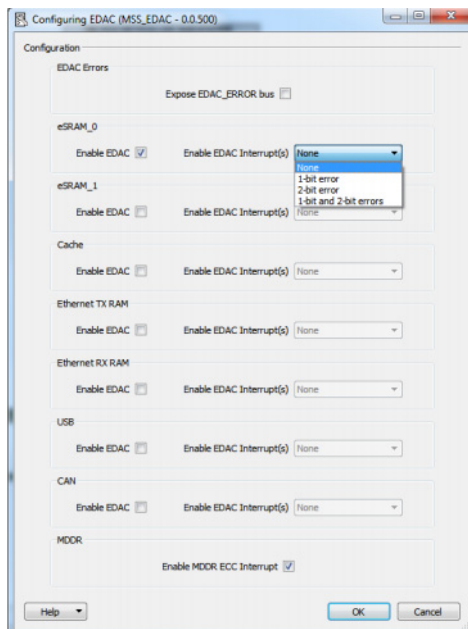 Configuring EDAC (MSS_EDAC - 0.0.500)
Configuration
EDAC Errors
Expose EDAC_ERROR bus
eSRAM_0
Enable EDAC Enable EDAC Interrupt(s) None
None
1-bit error
2-bit error
1-bit and 2-bit errors
eSRAM_1
Enable EDAC Enable EDAC Interrupt(s) None
Cache
Enable EDAC Enable EDAC Interrupt(s) None
Ethernet TX RAM
Enable EDAC Enable EDAC Interrupt(s) None
Ethernet RX RAM
Enable EDAC Enable EDAC Interrupt(s) None
USB
Enable EDAC Enable EDAC Interrupt(s) None
CAN
Enable EDAC Enable EDAC Interrupt(s) None
MDDR
Enable MDDR ECC Interrupt
Help OK Cancel